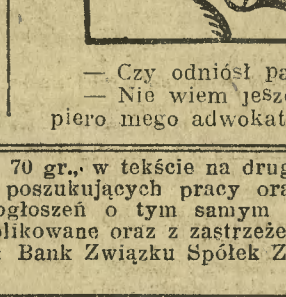 — Czy odniósł pa
— Nie wiem jesz
piero mego adwokat
70 gr., w tekście na drug
poszukujących pracy ora
ogłoszeń o tym samym
likowane oraz z zastrzeże
: Bank Związku Spółek Z